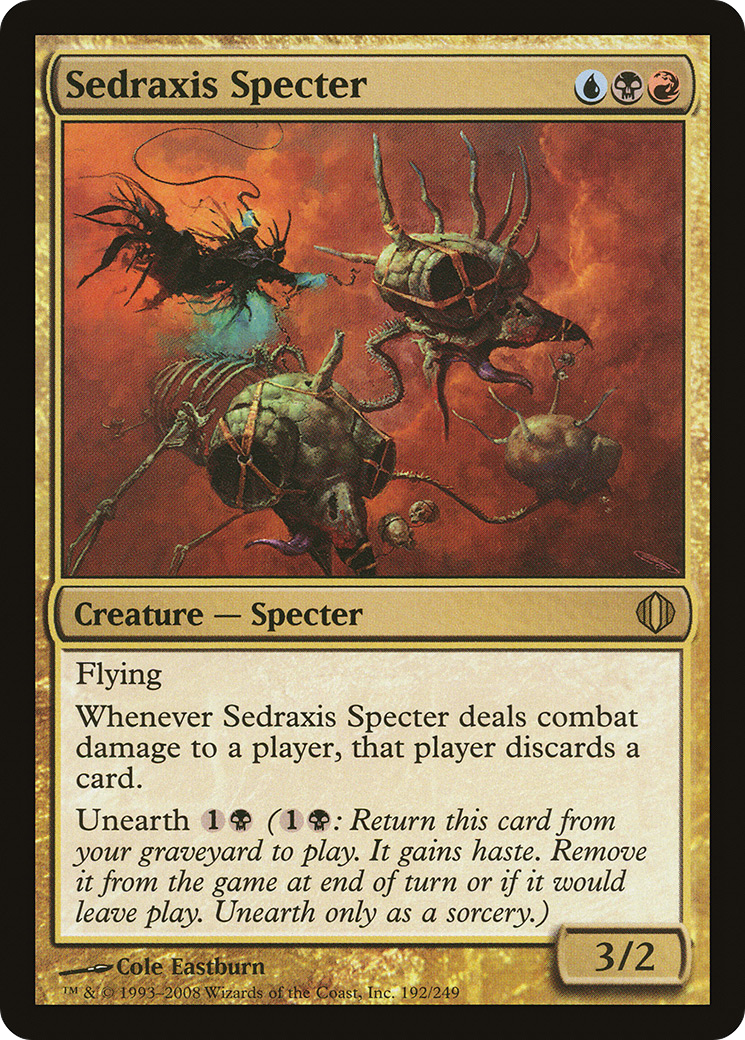 Sedraxis Specter
Creature — Specter
Flying
Whenever Sedraxis Specter deals combat
damage to a player, that player discards a
card.
Unearth 1 (1 : Return this card from
your graveyard to play. It gains haste. Remove
it from the game at end of turn or if it would
leave play. Unearth only as a sorcery.)
3/2
Cole Eastburn
™ & © 1993–2008 Wizards of the Coast, Inc. 192/249